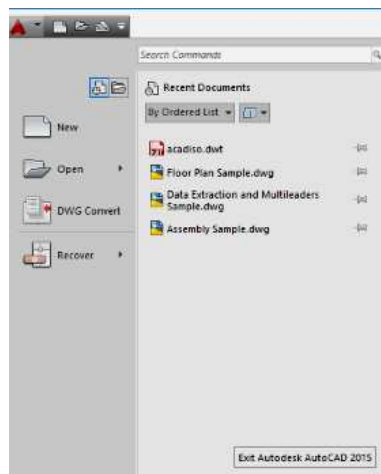 Search Commands
Recent Documents
By Ordered List
New
acadiso.dwt
Open
Floor Plan Sample.dwg
Data Extraction and Multileaders
Sample.dwg
DWG Convert
Assembly Sample.dwg
Recover
Exit Autodesk AutoCAD 2015